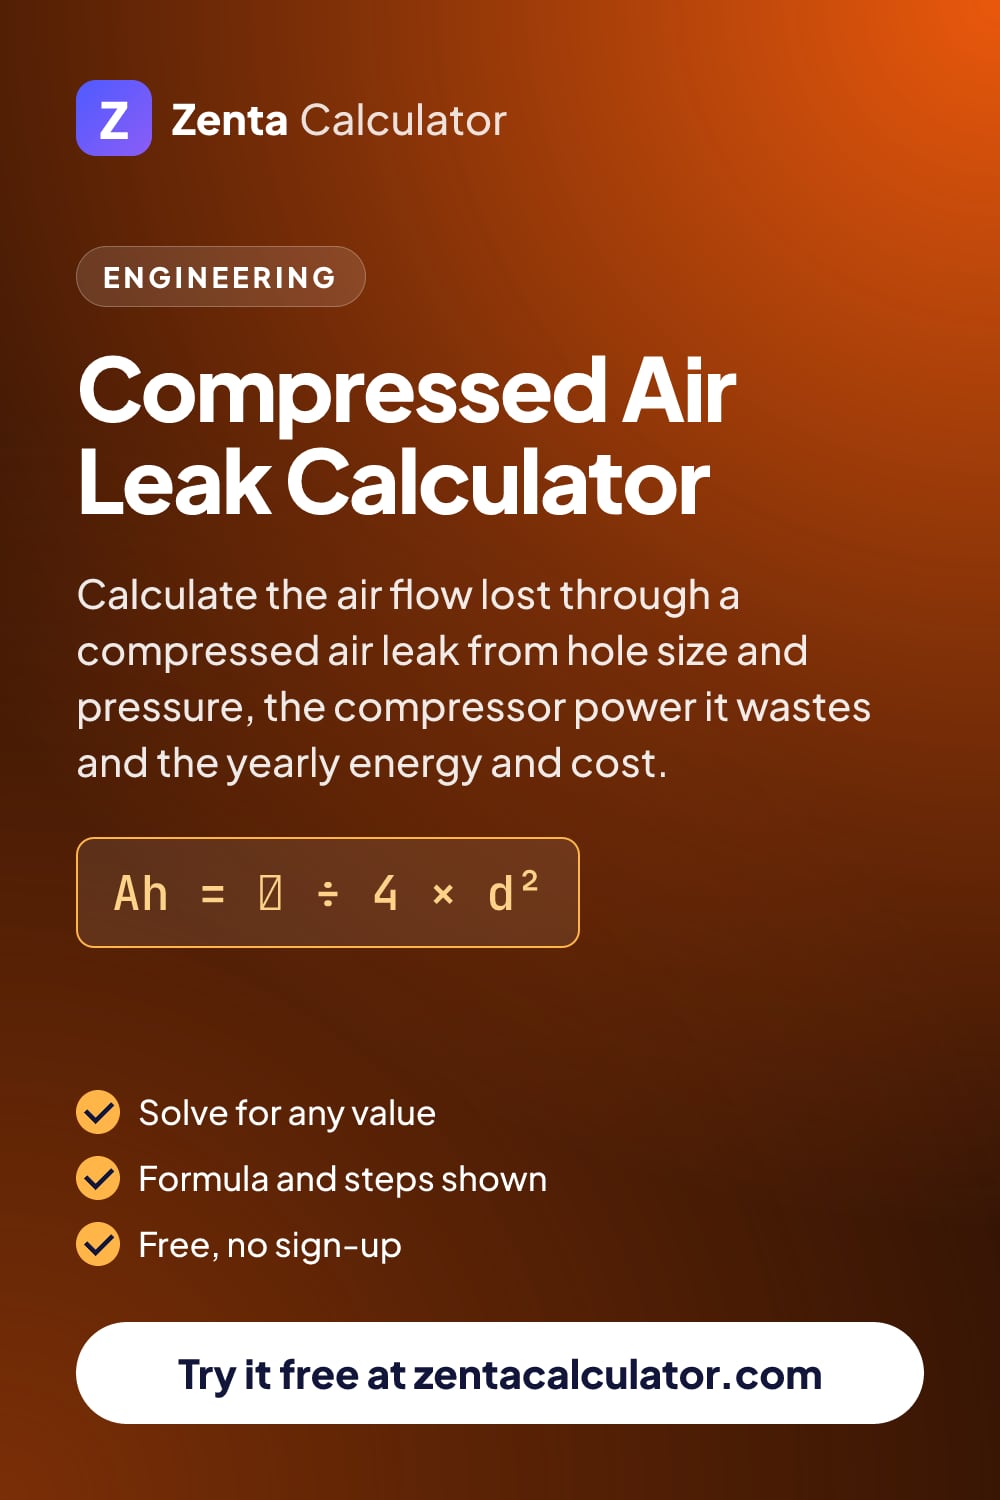 Z Zenta Calculator
ENGINEERING
Compressed Air
Leak Calculator
Calculate the air flow lost through a
compressed air leak from hole size and
pressure, the compressor power it wastes
and the yearly energy and cost.
Ah = ÷ 4 × d²
Solve for any value
Formula and steps shown
Free, no sign-up
Try it free at zentacalculator.com